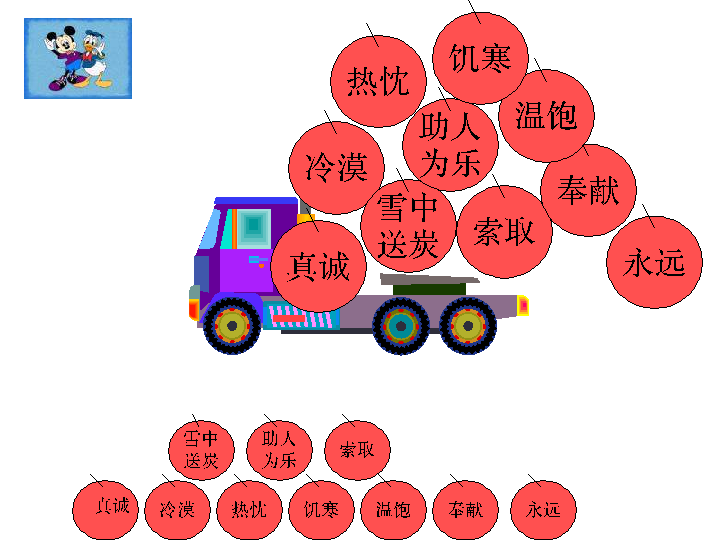 饥寒
热忱
温饱
助人
为乐
冷漠
奉献
雪中
送炭
索取
真诚
永远
雪中
送炭
助人
为乐
索取
真诚
冷漠
热忱
饥寒
温饱
奉献
永远